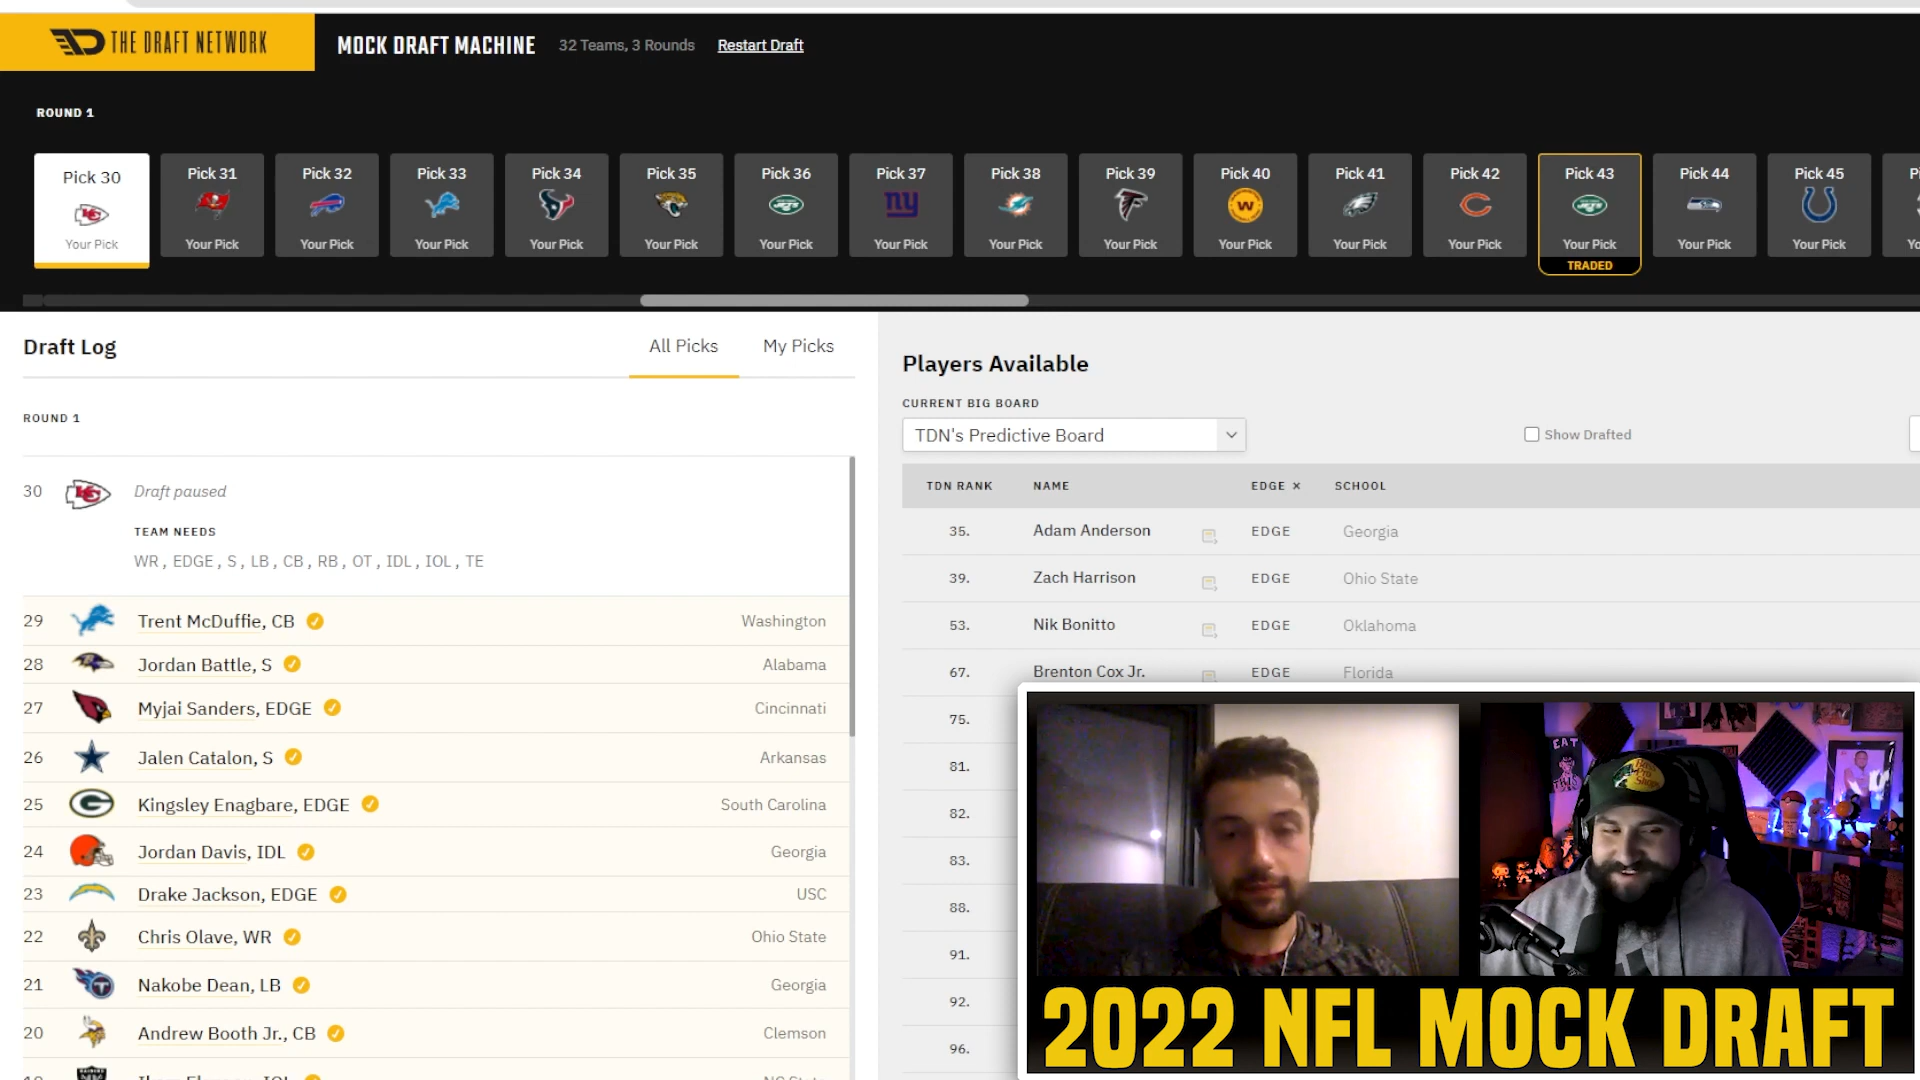 THE DRAFT NETWORK
MOCK DRAFT MACHINE
32 Teams, 3 Rounds
Restart Draft
ROUND 1
Pick 30
Your Pick
Pick 31
Your Pick
Pick 32
Your Pick
Pick 33
Your Pick
Pick 34
Your Pick
Pick 35
Your Pick
Pick 36
Your Pick
Pick 37
ny
Your Pick
Pick 38
Your Pick
Pick 39
Your Pick
Pick 40
W
Your Pick
Pick 41
Your Pick
Pick 42
Your Pick
Pick 43
Your Pick
TRADED
Pick 44
Your Pick
Pick 45
Your Pick
Draft Log
All Picks
My Picks
ROUND 1
30 KC Draft paused
TEAM NEEDS
WR , EDGE , S , LB , CB , RB , OT , IDL , IOL , TE
29 Trent McDuffie, CB Washington
28 Jordan Battle, S Alabama
27 Myjai Sanders, EDGE Cincinnati
26 Jalen Catalon, S Arkansas
25 Kingsley Enagbare, EDGE South Carolina
24 Jordan Davis, IDL Georgia
23 Drake Jackson, EDGE USC
22 Chris Olave, WR Ohio State
21 Nakobe Dean, LB Georgia
20 Andrew Booth Jr., CB Clemson
Players Available
CURRENT BIG BOARD
TDN's Predictive Board
Show Drafted
TDN RANK NAME EDGE × SCHOOL
35. Adam Anderson EDGE Georgia
39. Zach Harrison EDGE Ohio State
53. Nik Bonitto EDGE Oklahoma
67. Brenton Cox Jr. EDGE Florida
75.
81.
82.
83.
88.
91.
92.
96.
EAT
THIS
Bass Pro Shops
2022 NFL MOCK DRAFT